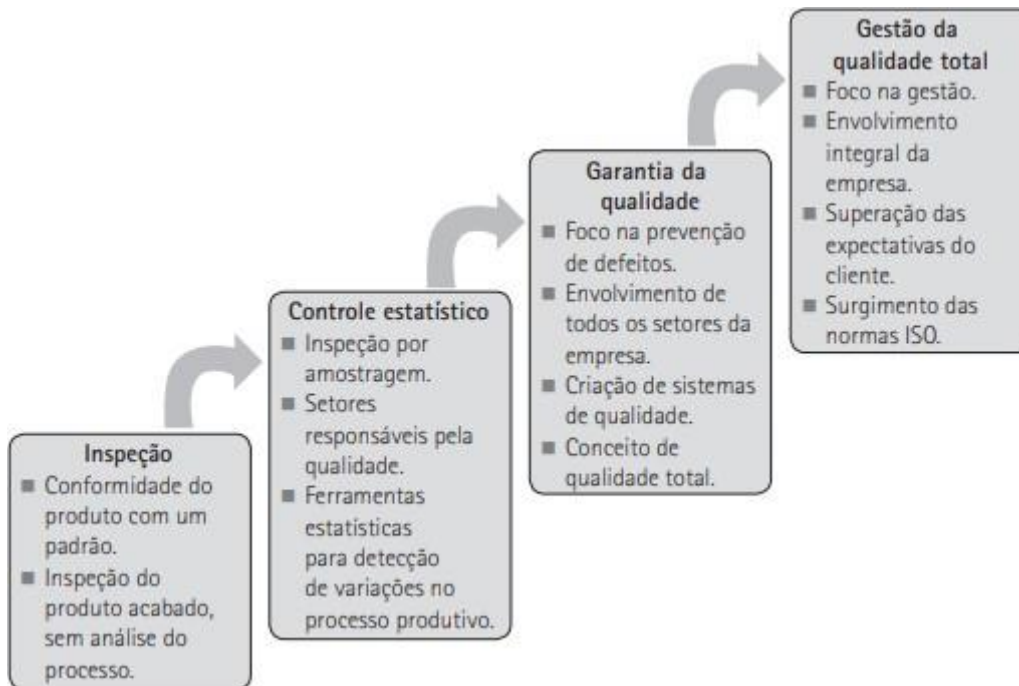 Inspeção
■ Conformidade do
produto com um
padrão.
■ Inspeção do
produto acabado,
sem análise do
processo.
Controle estatístico
■ Inspeção por
amostragem.
■ Setores
responsáveis pela
qualidade.
■ Ferramentas
estatísticas
para detecção
de variações no
processo produtivo.
Garantia da
qualidade
■ Foco na prevenção
de defeitos.
■ Envolvimento de
todos os setores da
empresa.
■ Criação de sistemas
de qualidade.
■ Conceito de
qualidade total.
Gestão da
qualidade total
■ Foco na gestão.
■ Envolvimento
integral da
empresa.
■ Superação das
expectativas do
cliente.
■ Surgimento das
normas ISO.